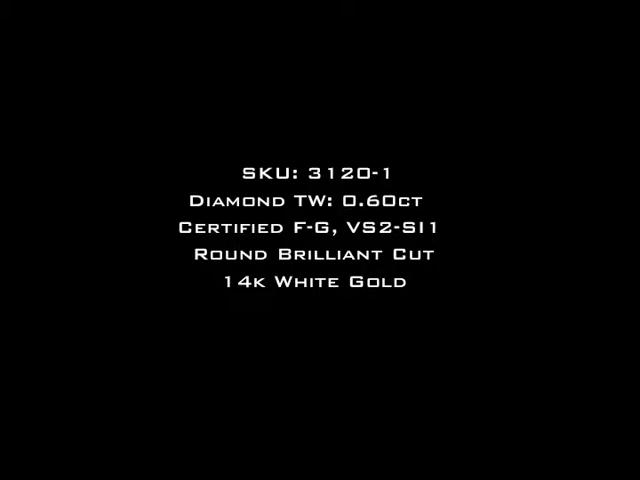 SKU: 3120-1
Diamond TW: 0.60ct
Certified F-G, VS2-SI1
Round Brilliant Cut
14k White Gold